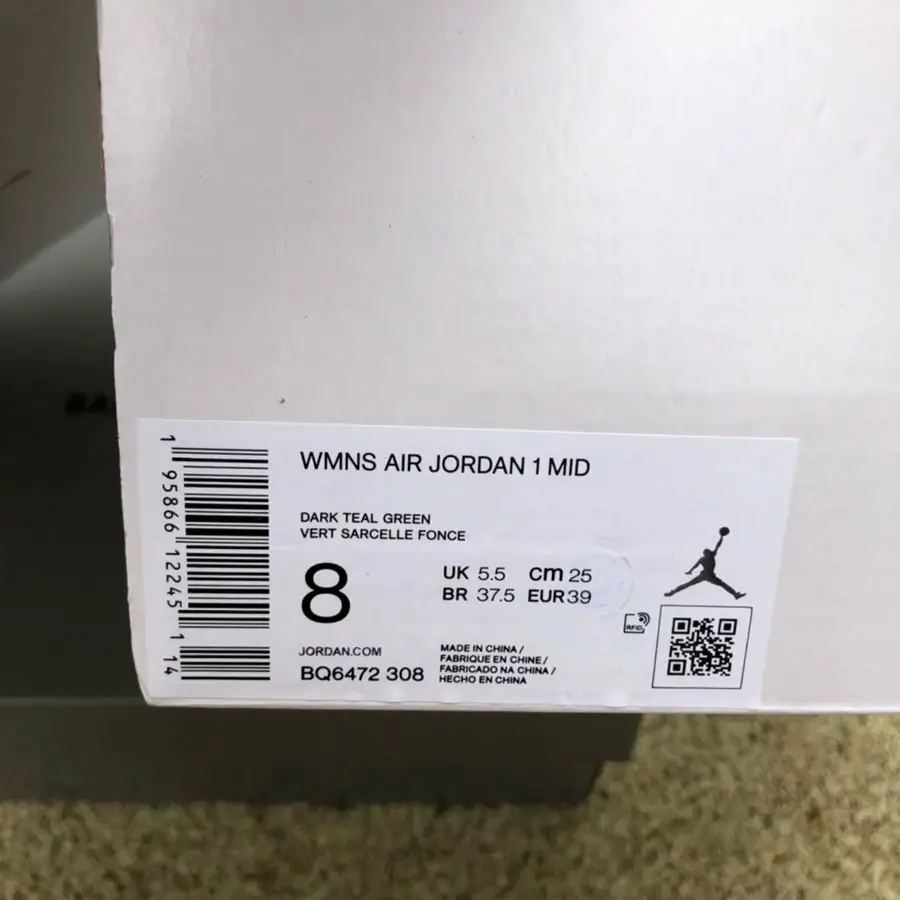 WMNS AIR JORDAN 1 MID
DARK TEAL GREEN
VERT SARCELLE FONCE
8
UK 5.5 cm 25
BR 37.5 EUR 39
RFID
JORDAN.COM
BQ6472 308
MADE IN CHINA /
FABRIQUE EN CHINE /
FABRICADO NA CHINA /
HECHO EN CHINA
1 95866 12245 1 14